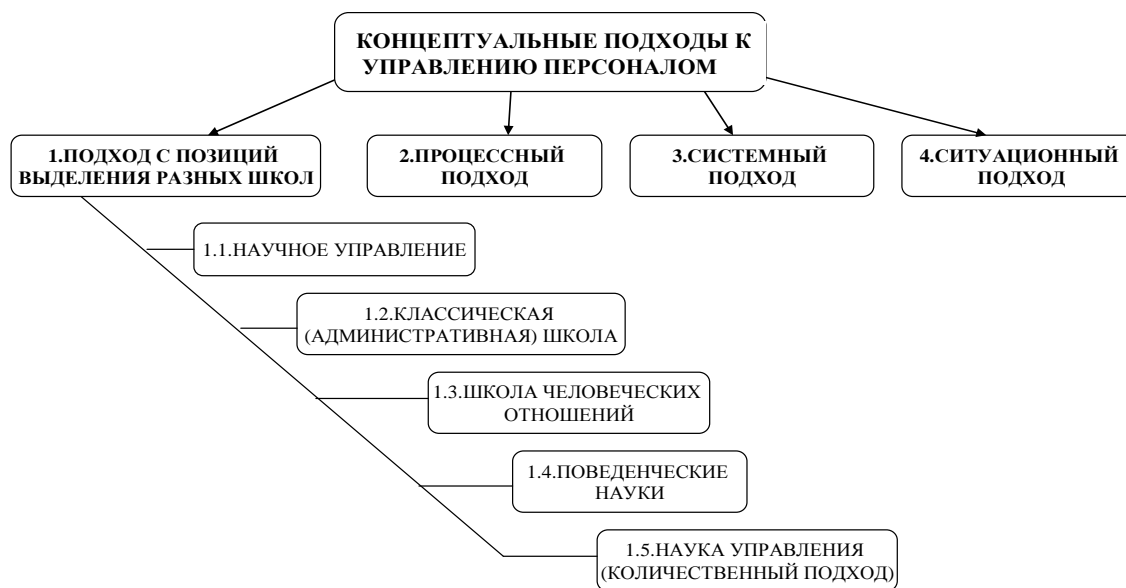 КОНЦЕПТУАЛЬНЫЕ ПОДХОДЫ К
УПРАВЛЕНИЮ ПЕРСОНАЛОМ
1.ПОДХОД С ПОЗИЦИЙ
ВЫДЕЛЕНИЯ РАЗНЫХ ШКОЛ
2.ПРОЦЕССНЫЙ
ПОДХОД
3.СИСТЕМНЫЙ
ПОДХОД
4.СИТУАЦИОННЫЙ
ПОДХОД
1.1.НАУЧНОЕ УПРАВЛЕНИЕ
1.2.КЛАССИЧЕСКАЯ
(АДМИНИСТРАТИВНАЯ) ШКОЛА
1.3.ШКОЛА ЧЕЛОВЕЧЕСКИХ
ОТНОШЕНИЙ
1.4.ПОВЕДЕНЧЕСКИЕ
НАУКИ
1.5.НАУКА УПРАВЛЕНИЯ
(КОЛИЧЕСТВЕННЫЙ ПОДХОД)